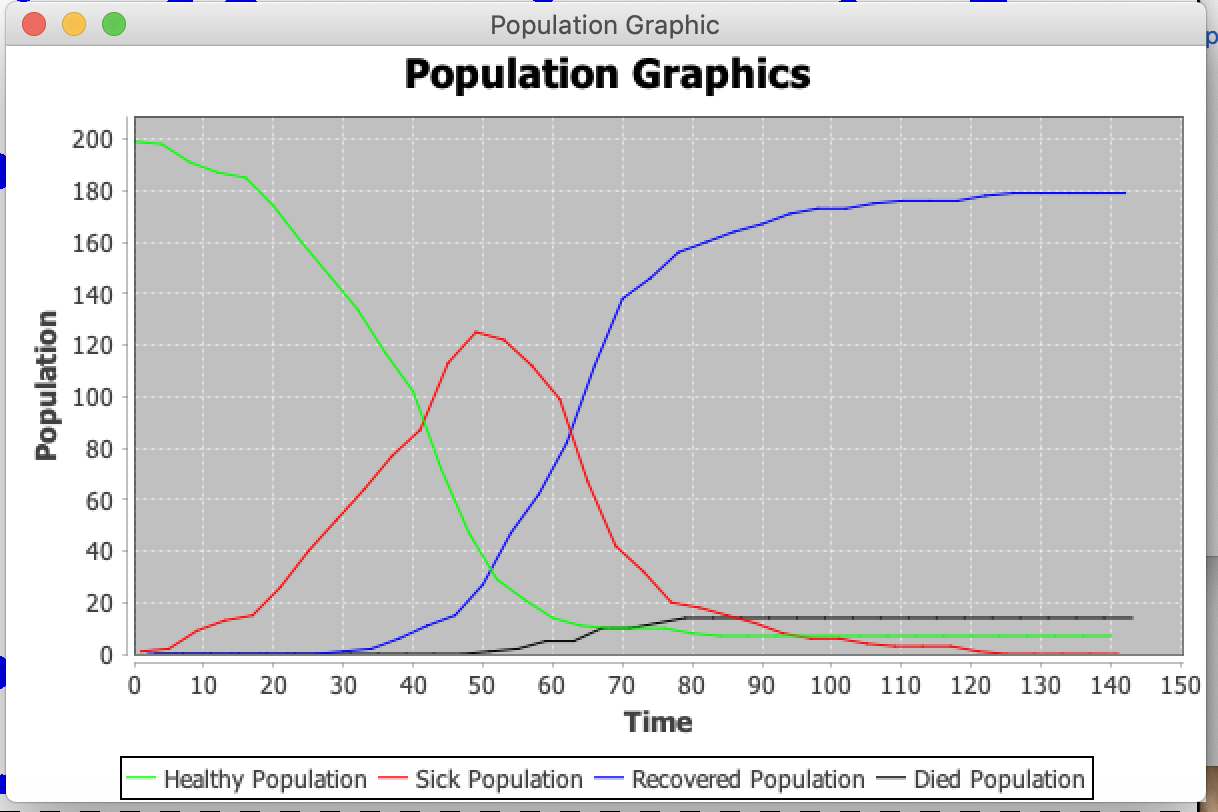 Population Graphic
Population Graphics
200
180
160
140
120
100
80
60
40
20
0
Population
0 10 20 30 40 50 60 70 80 90 100 110 120 130 140 150
Time
Healthy Population Sick Population Recovered Population Died Population
p